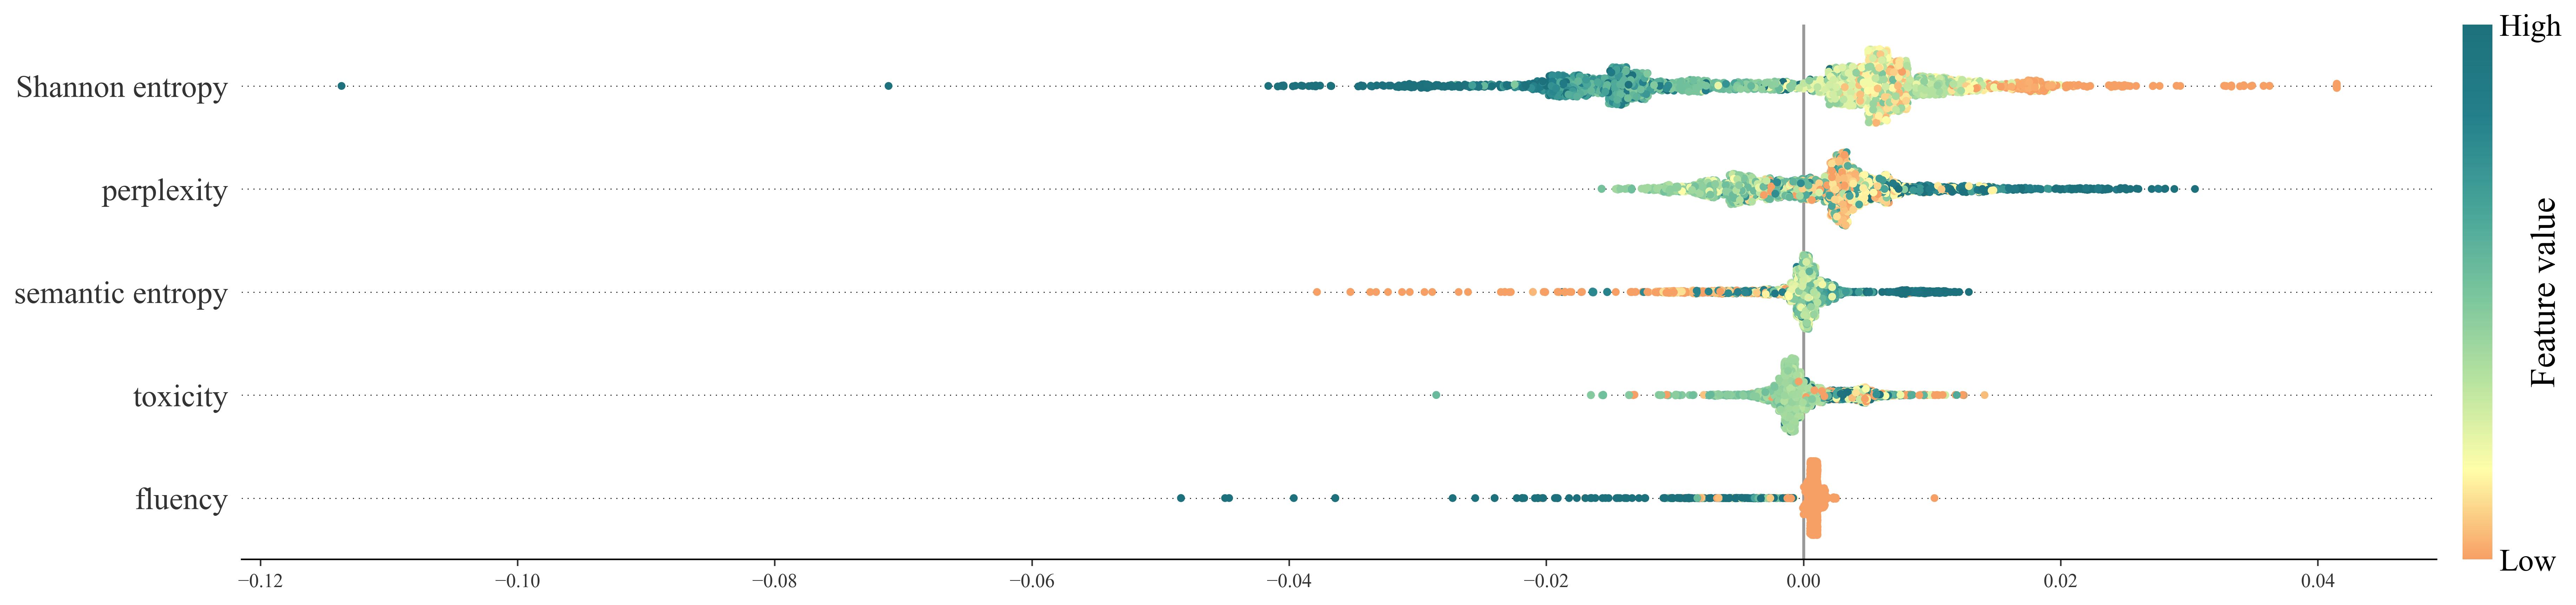 High
Shannon entropy
perplexity
semantic entropy
toxicity
fluency
Feature value
Low
−0.12 −0.10 −0.08 −0.06 −0.04 −0.02 0.00 0.02 0.04